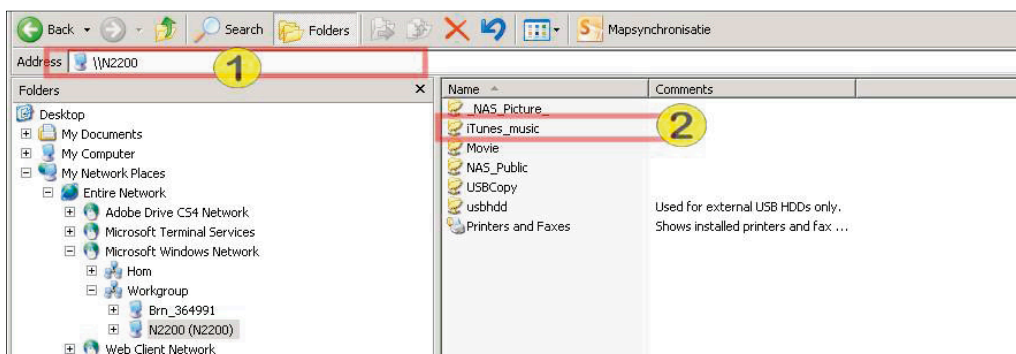 Back Search Folders Mapsynchronisatie
Address \\N2200
1
Folders
Desktop
My Documents
My Computer
My Network Places
Entire Network
Adobe Drive CS4 Network
Microsoft Terminal Services
Microsoft Windows Network
Hom
Workgroup
Brn_364991
N2200 (N2200)
Web Client Network
Name Comments
_NAS_Picture_
iTunes_music
2
Movie
NAS_Public
USBCopy
usbhdd Used for external USB HDDs only.
Printers and Faxes Shows installed printers and fax ...